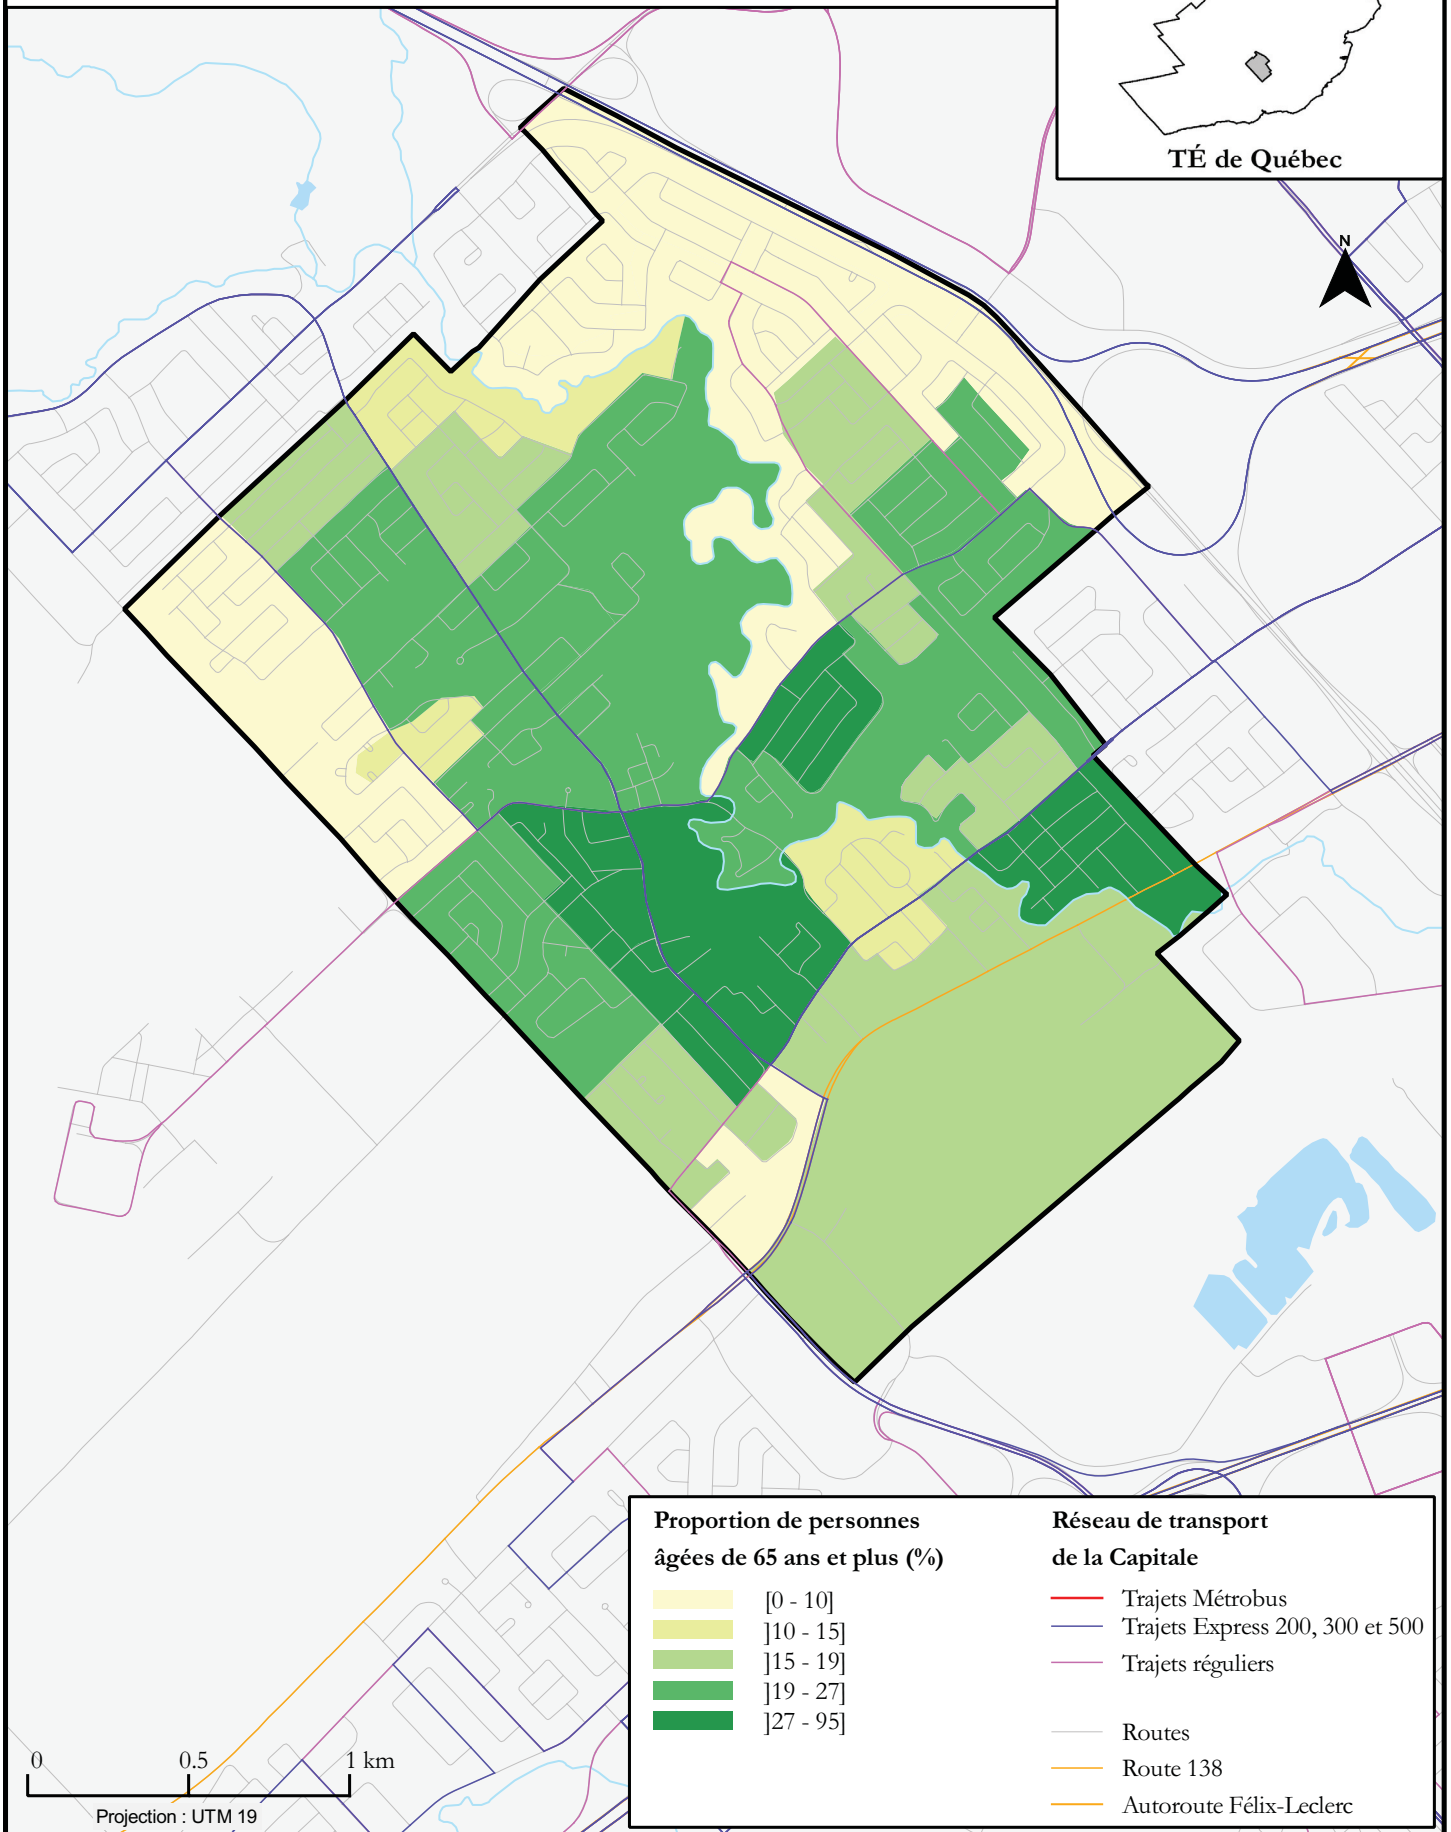 TÉ de Québec
N
Proportion de personnes
âgées de 65 ans et plus (%)
[0 - 10]
]10 - 15]
]15 - 19]
]19 - 27]
]27 - 95]
Réseau de transport
de la Capitale
Trajets Métrobus
Trajets Express 200, 300 et 500
Trajets réguliers
Routes
Route 138
Autoroute Félix-Leclerc
0 0.5 1 km
Projection : UTM 19